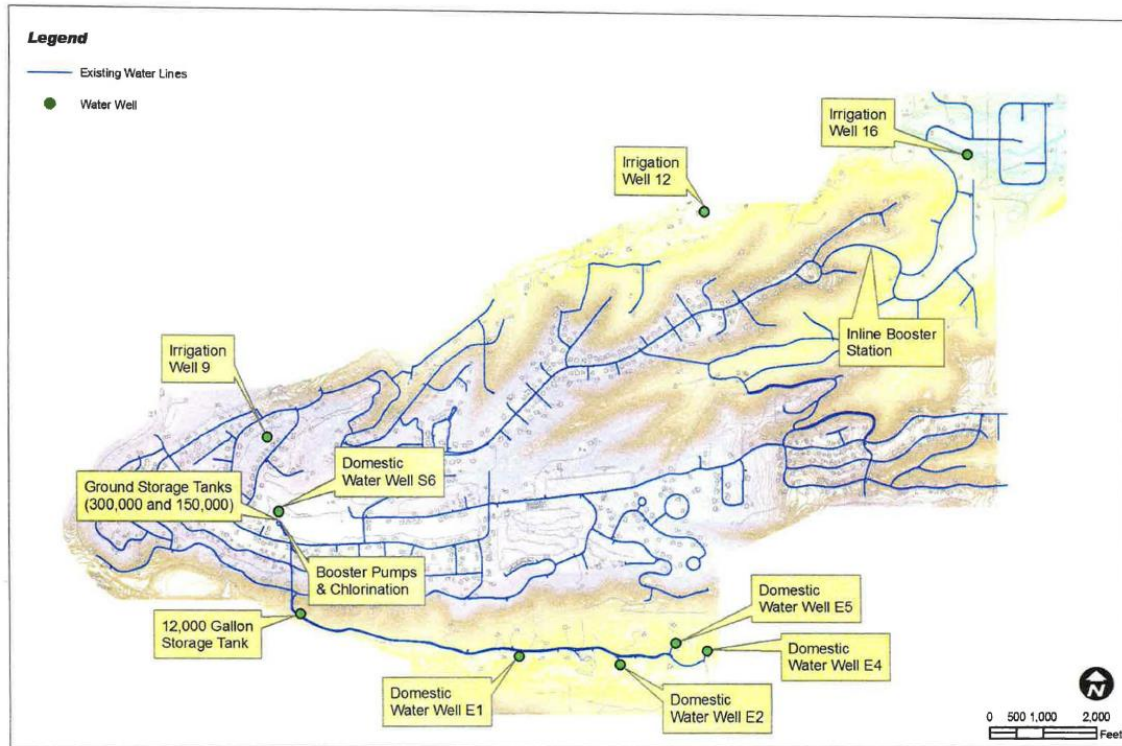 Legend
Existing Water Lines
Water Well
Irrigation
Well 16
Irrigation
Well 12
Inline Booster
Station
Irrigation
Well 9
Domestic
Water Well S6
Ground Storage Tanks
(300,000 and 150,000)
Booster Pumps
& Chlorination
12,000 Gallon
Storage Tank
Domestic
Water Well E5
Domestic
Water Well E4
Domestic
Water Well E1
Domestic
Water Well E2
N
0 500 1,000 2,000
Feet